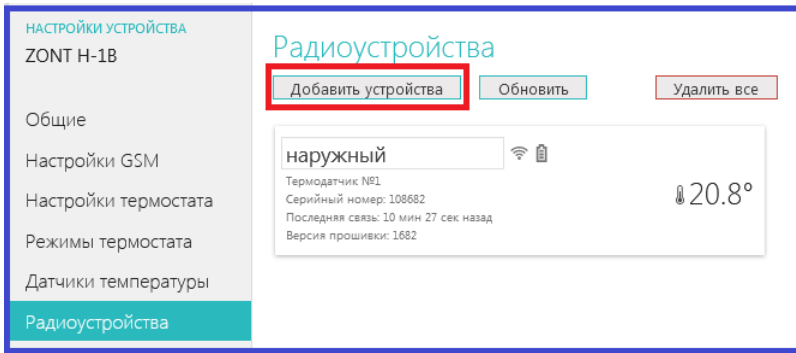 НАСТРОЙКИ УСТРОЙСТВА
ZONT H-1B
Общие
Настройки GSM
Настройки термостата
Режимы термостата
Датчики температуры
Радиоустройства
Радиоустройства
Добавить устройства Обновить Удалить все
наружный
Термодатчик №1
Серийный номер: 108682
Последняя связь: 10 мин 27 сек назад
Версия прошивки: 1682
20.8°